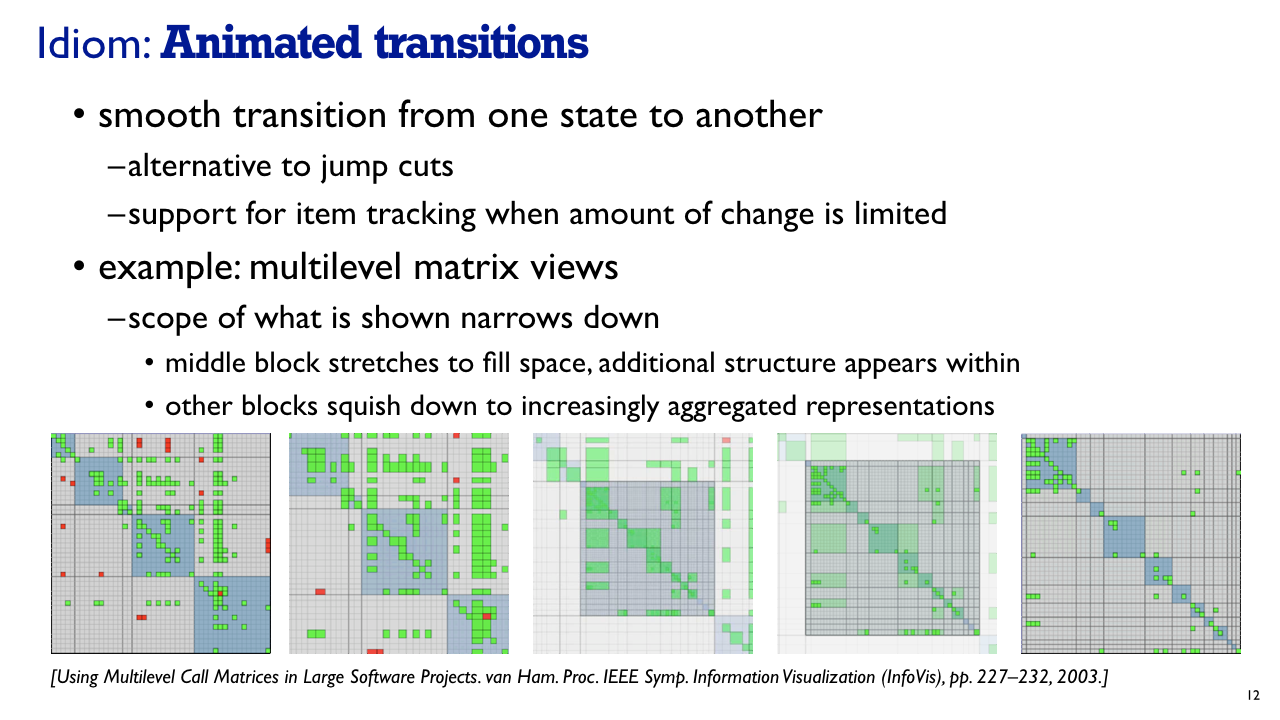 Idiom: Animated transitions
• smooth transition from one state to another
–alternative to jump cuts
–support for item tracking when amount of change is limited
• example: multilevel matrix views
–scope of what is shown narrows down
• middle block stretches to fill space, additional structure appears within
• other blocks squish down to increasingly aggregated representations
[Using Multilevel Call Matrices in Large Software Projects. van Ham. Proc. IEEE Symp. Information Visualization (InfoVis), pp. 227–232, 2003.]
12